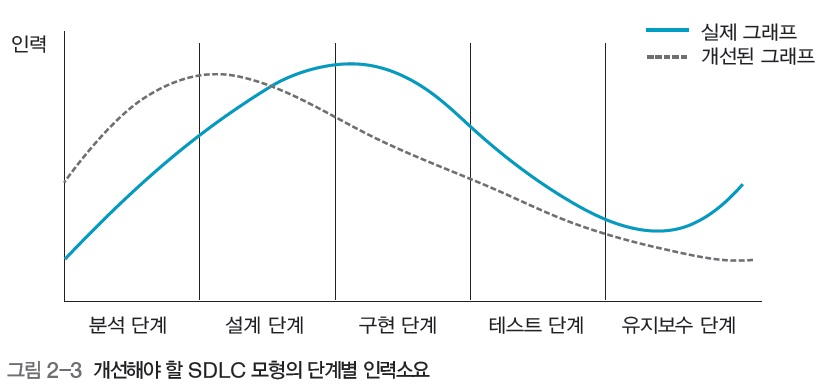 인력
실제 그래프
개선된 그래프
분석 단계
설계 단계
구현 단계
테스트 단계
유지보수 단계
그림 2-3 개선해야 할 SDLC 모형의 단계별 인력소요